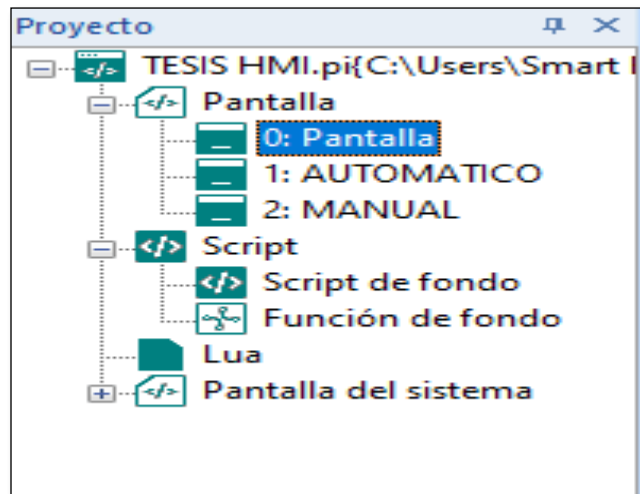 Proyecto
TESIS HMI.pi{C:\Users\Smart
Pantalla
0: Pantalla
1: AUTOMATICO
2: MANUAL
Script
Script de fondo
Función de fondo
Lua
Pantalla del sistema